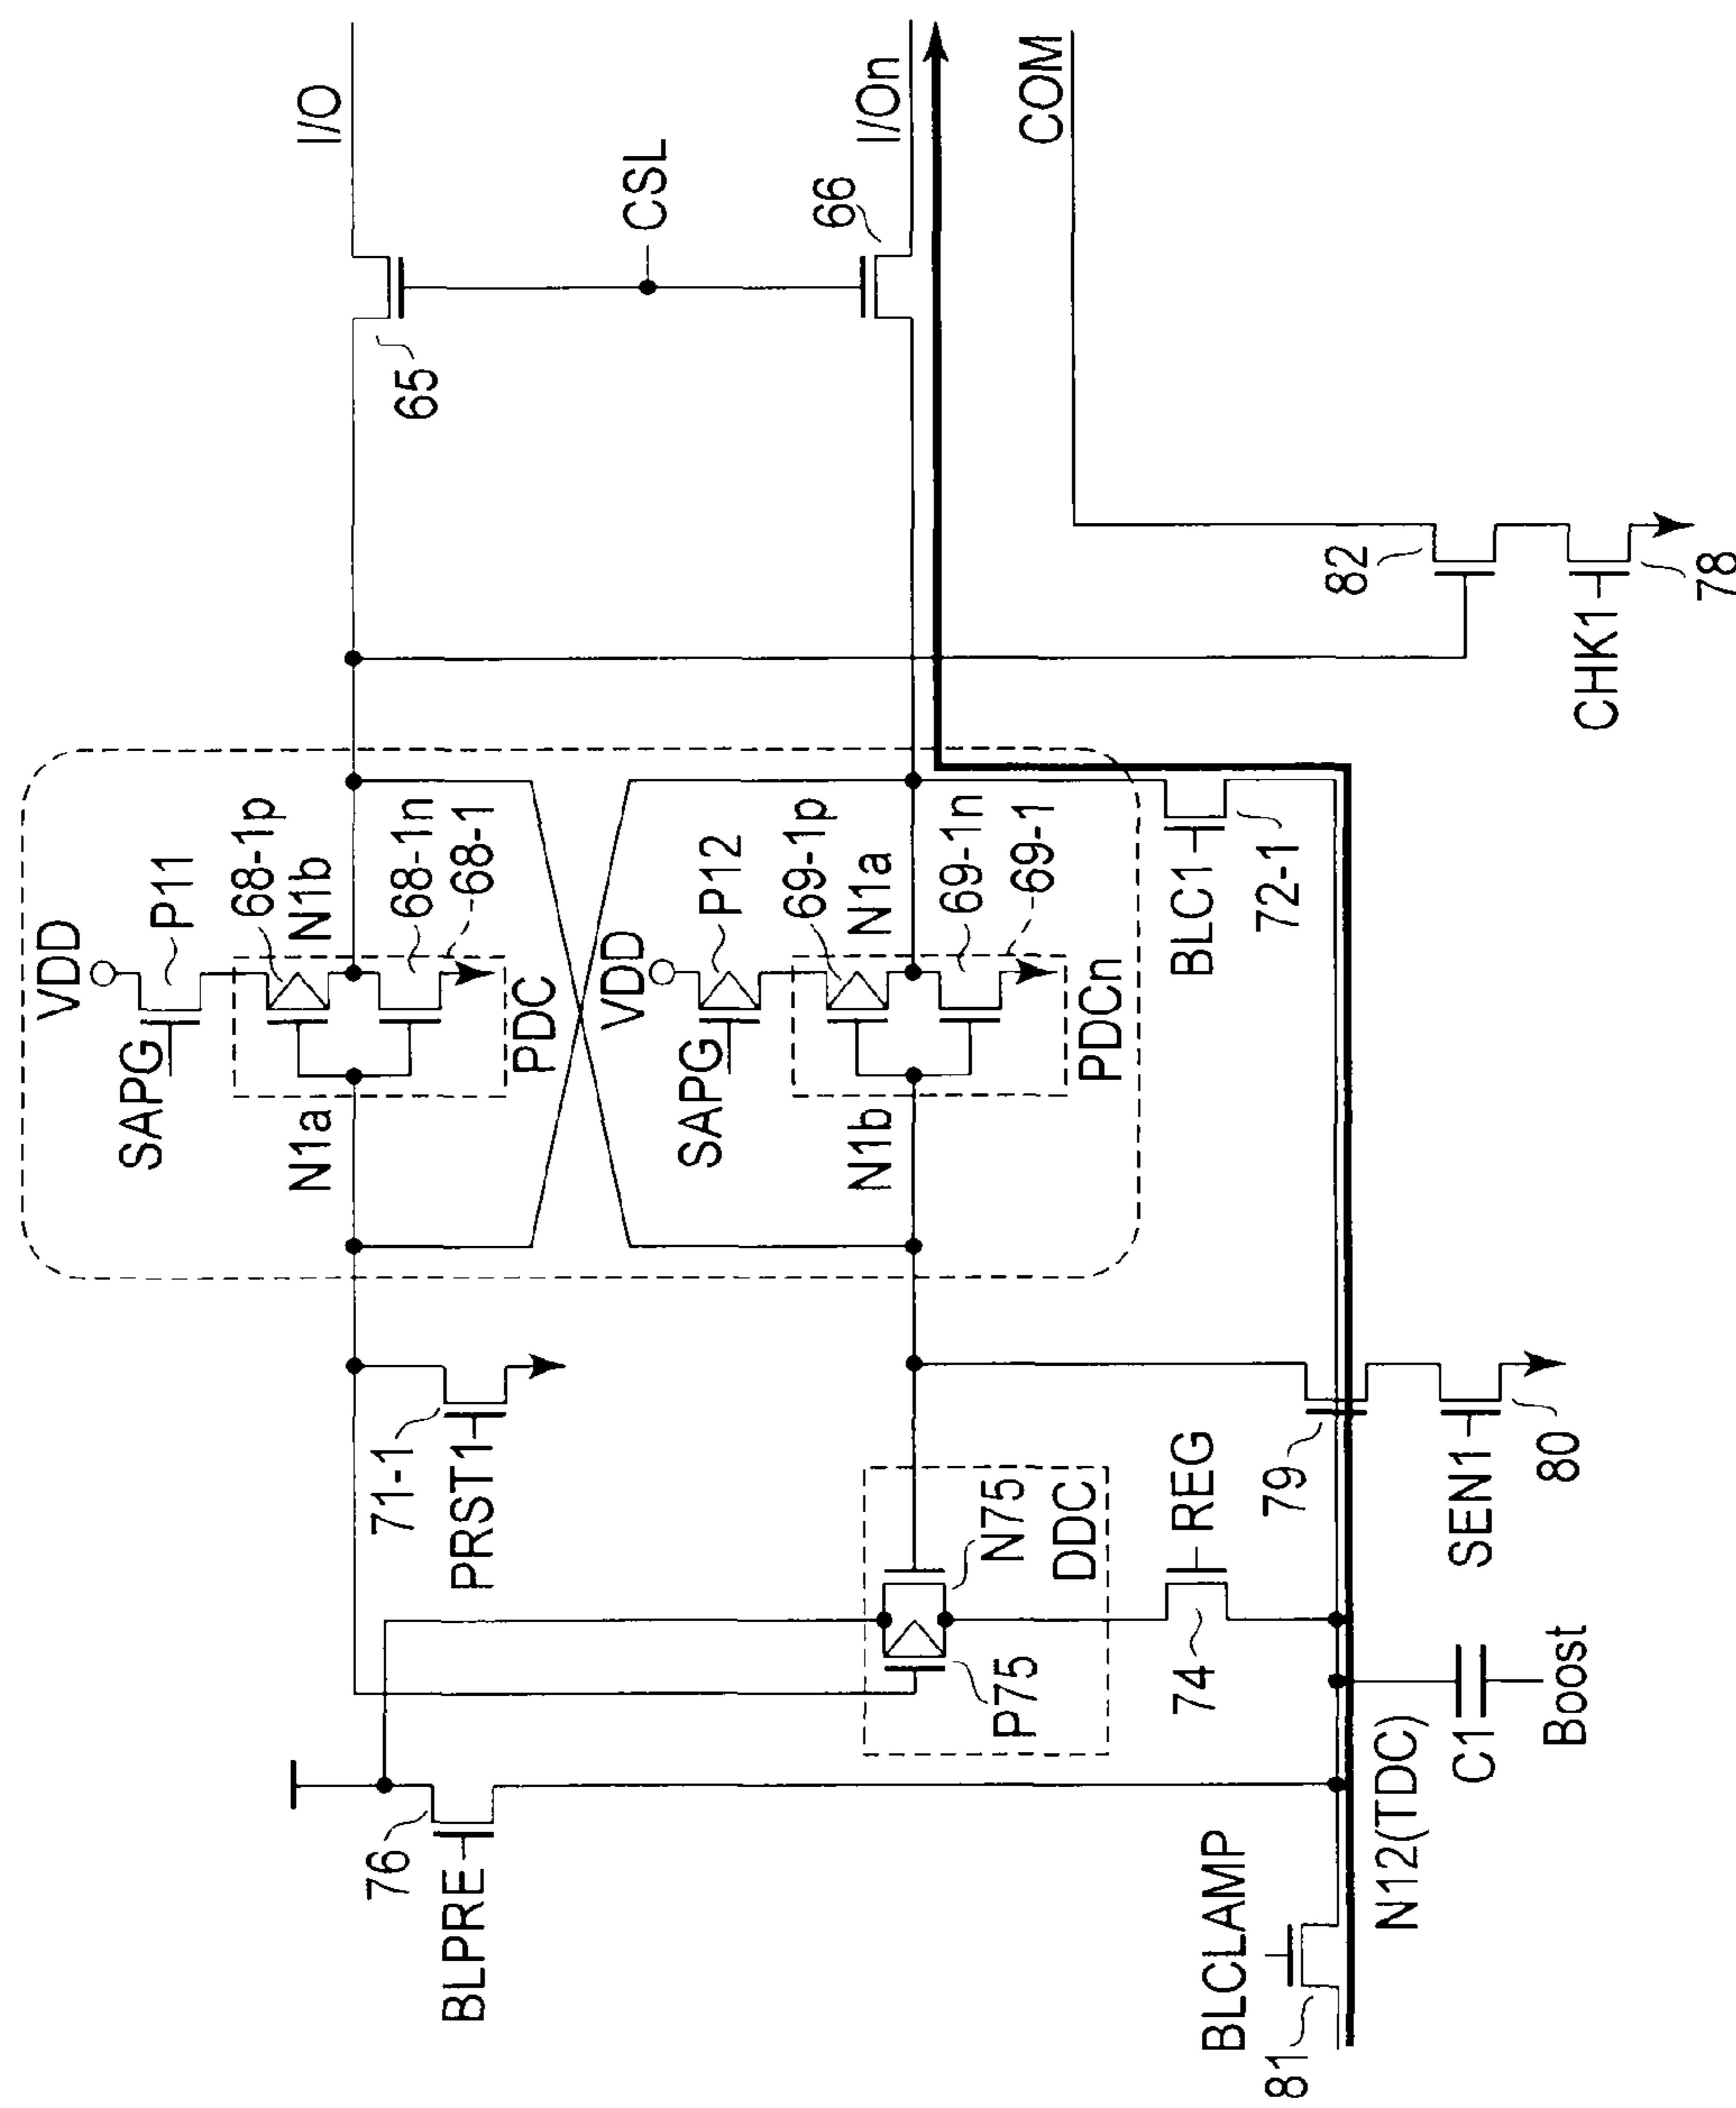 I/O
I/On
COM
CSL
66
65
82
CHK1
78
VDD
P11
68-1p
N1b
68-1n
68-1
SAPG
N1a
PDC
VDD
P12
69-1p
N1a
69-1n
69-1
SAPG
N1b
PDCn
BLC1
72-1
71-1
PRST1
N75
DDC
P75
REG
74
79
SEN1
80
76
BLPRE
BLCLAMP
81
N12(TDC)
C1
Boost